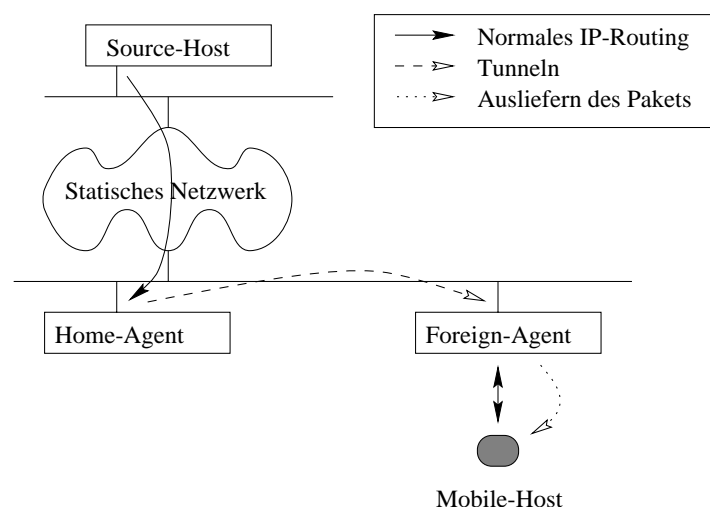 Source-Host
Normales IP-Routing
Tunneln
Ausliefern des Pakets
Statisches Netzwerk
Home-Agent
Foreign-Agent
Mobile-Host